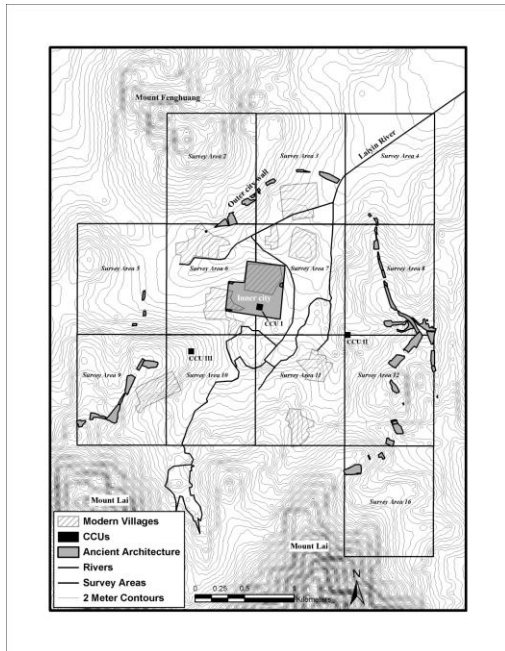 Mount Fenghuang
Laiyin River
Survey Area 2
Survey Area 3
Survey Area 4
Outer city wall
Survey Area 5
Survey Area 6
Survey Area 7
Survey Area 8
Inner city
CCU I
CCU II
CCU III
Survey Area 9
Survey Area 10
Survey Area 11
Survey Area 12
Mount Lai
Survey Area 16
Mount Lai
Modern Villages
CCUs
Ancient Architecture
Rivers
Survey Areas
2 Meter Contours
0 0.25 0.5 1
Kilometers
N